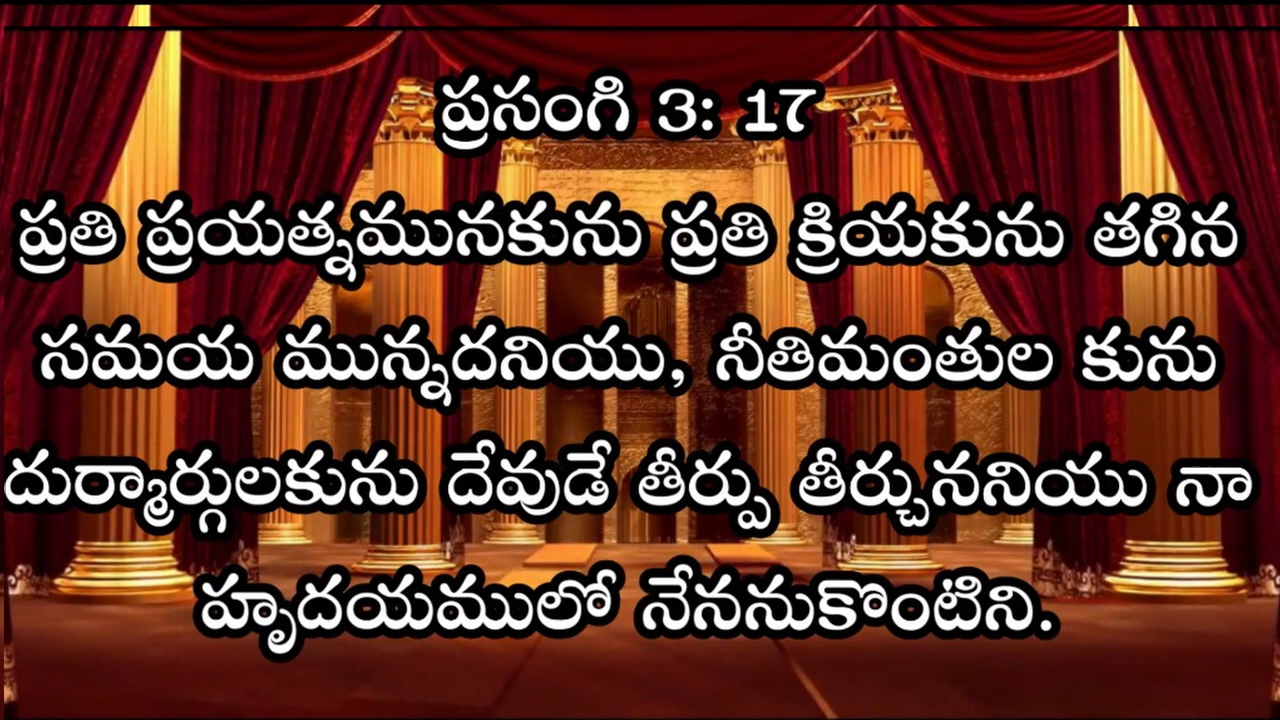 ప్రసంగి 3: 17
ప్రతి ప్రయత్నమునకును ప్రతి క్రియకును తగిన
సమయ మున్నదనియు, నీతిమంతుల కును
దుర్మార్గులకును దేవుడే తీర్పు తీర్చునని​యు నా
హృదయములో నేననుకొంటిని.